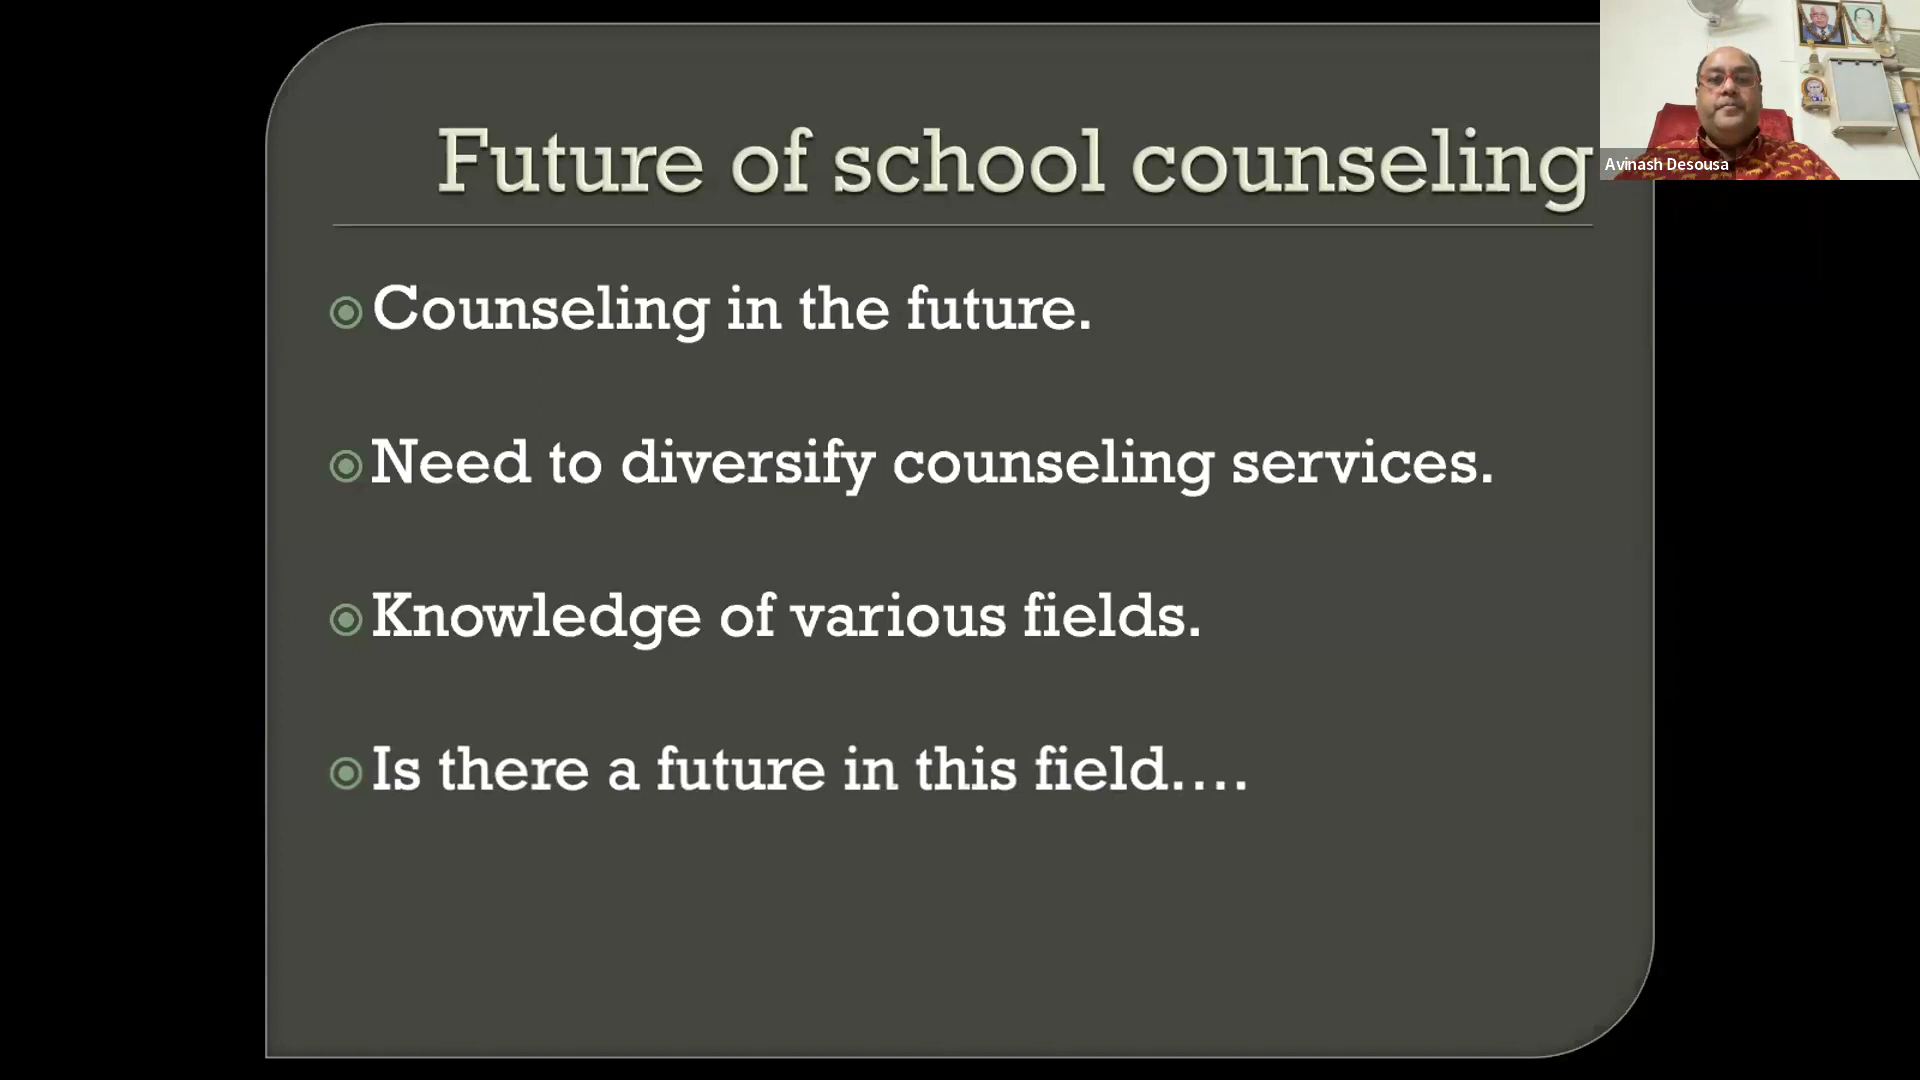 Future of school counseling
Avinash Desousa
Counseling in the future.
Need to diversify counseling services.
Knowledge of various fields.
Is there a future in this field....